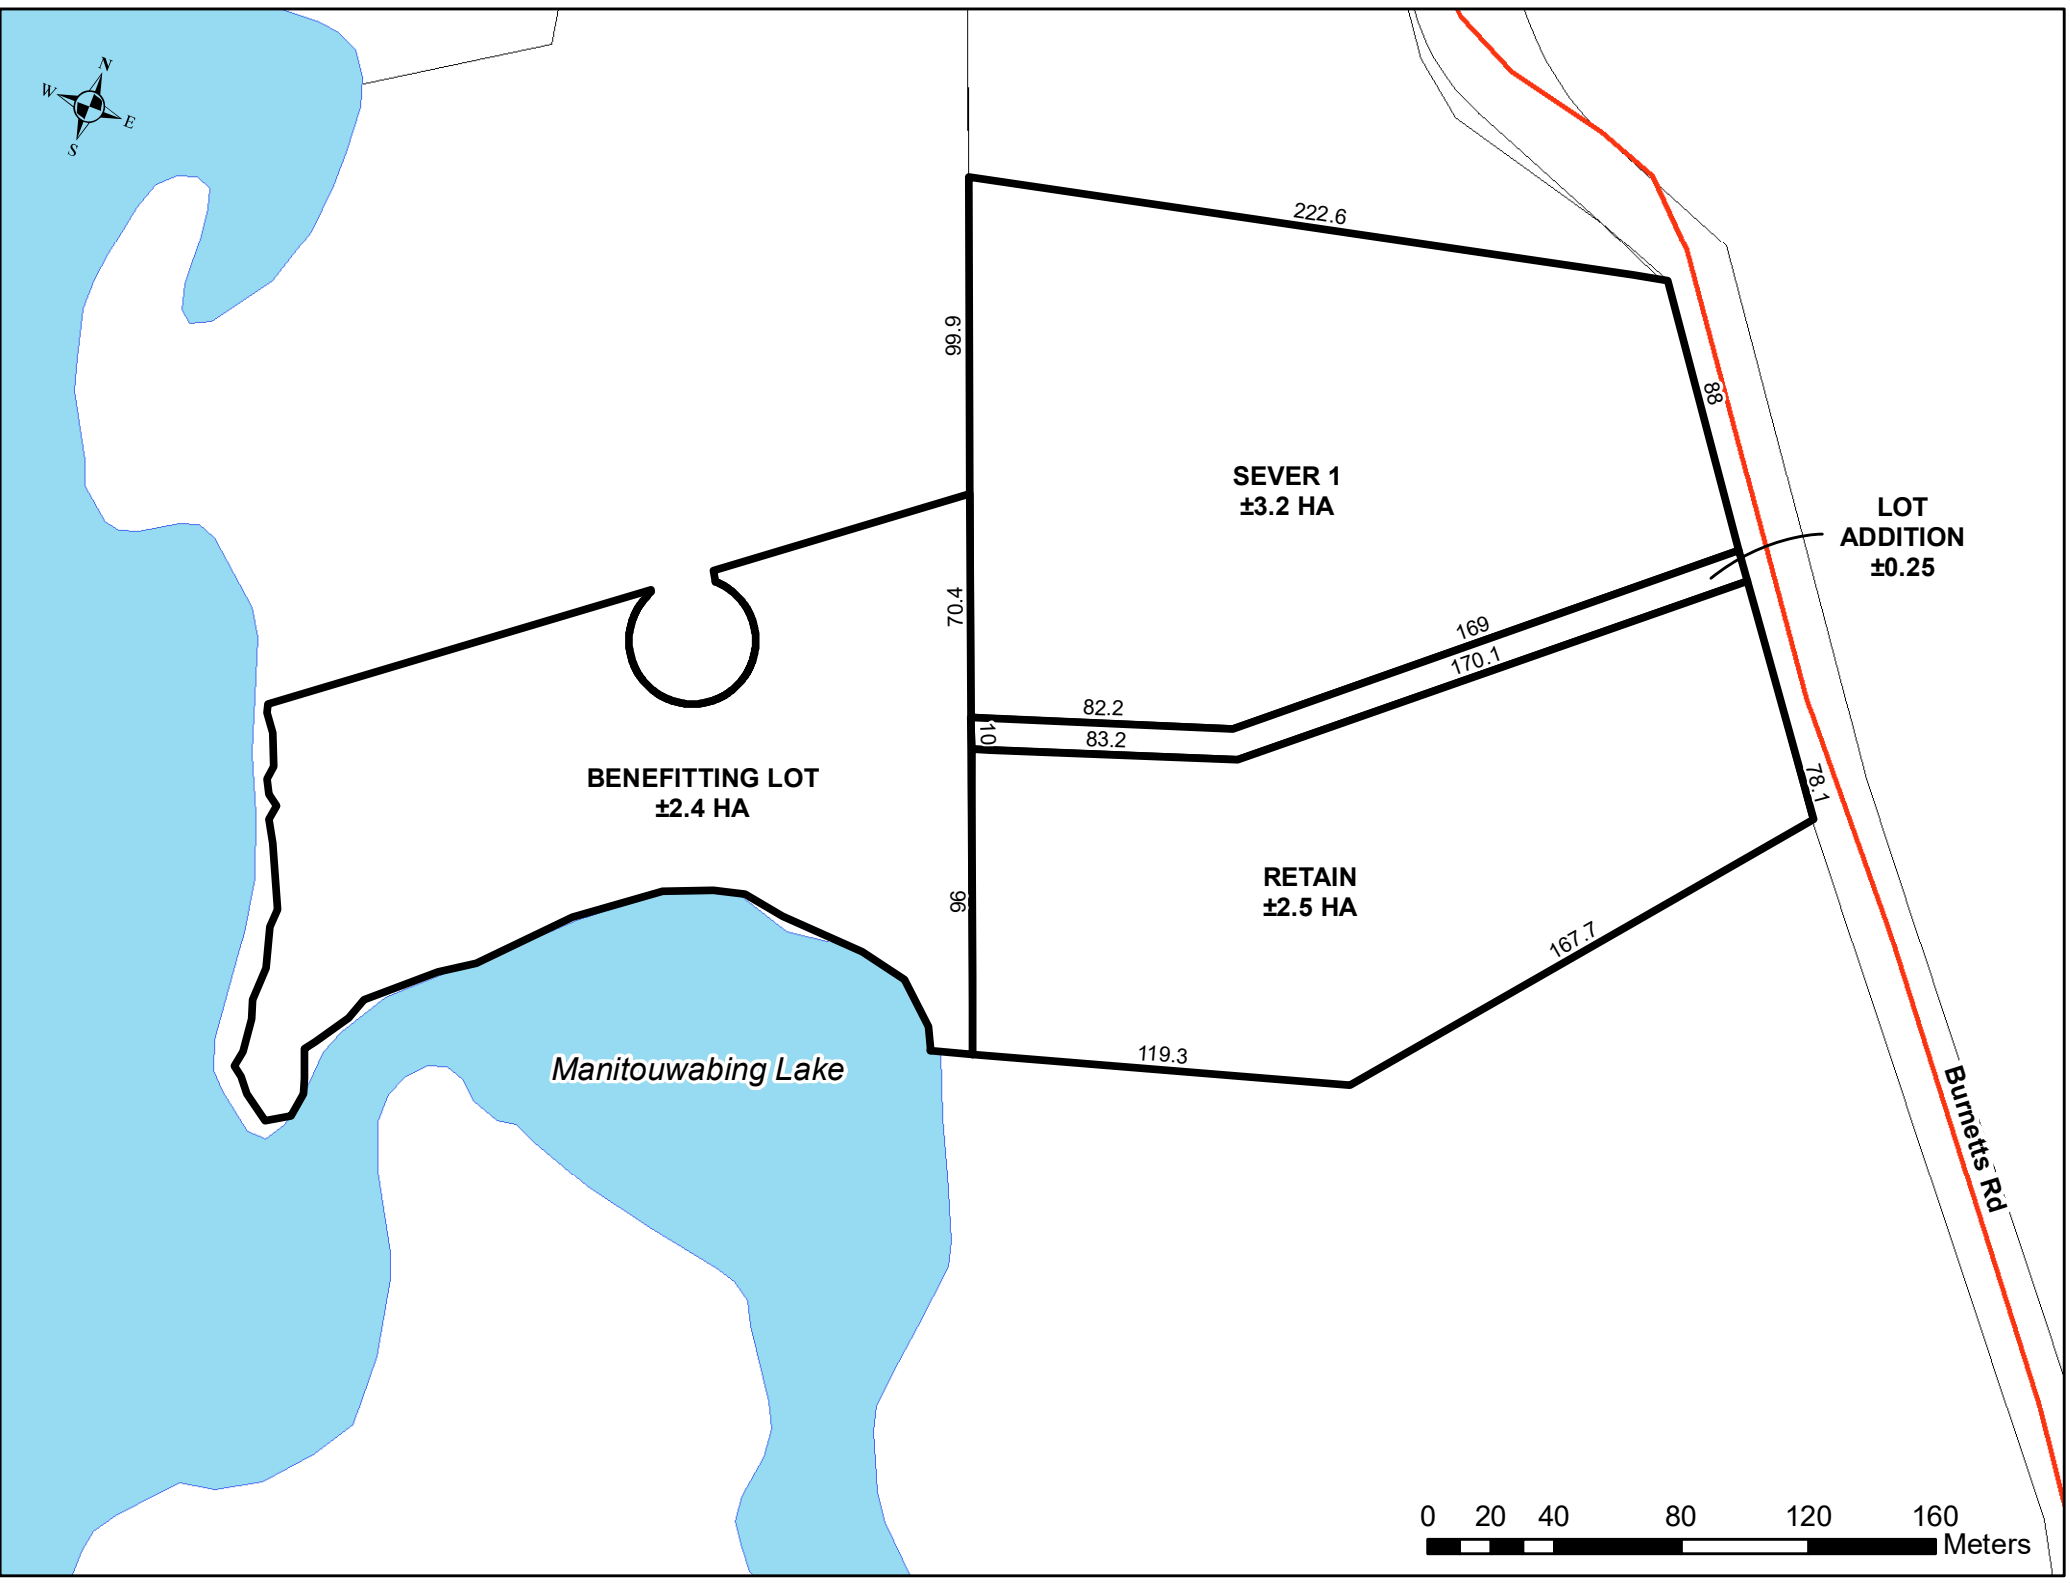 N
W
E
S
222.6
99.9
88
SEVER 1
±3.2 HA
LOT
ADDITION
±0.25
70.4
169
170.1
82.2
10
83.2
BENEFITTING LOT
±2.4 HA
78.1
RETAIN
±2.5 HA
96
167.7
119.3
Manitouwabing Lake
Burnetts Rd
0 20 40 80 120 160
Meters